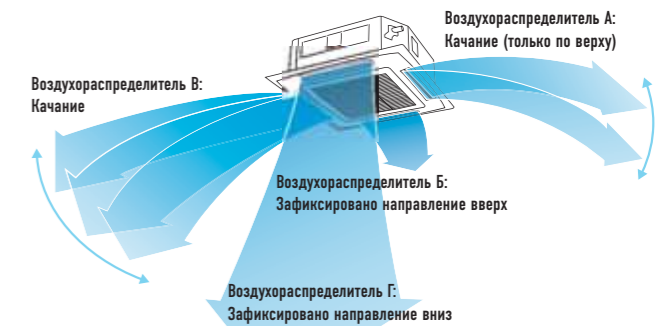 Воздухораспределитель А:
Качание (только по верху)
Воздухораспределитель В:
Качание
Воздухораспределитель Б:
Зафиксировано направление вверх
Воздухораспределитель Г:
Зафиксировано направление вниз